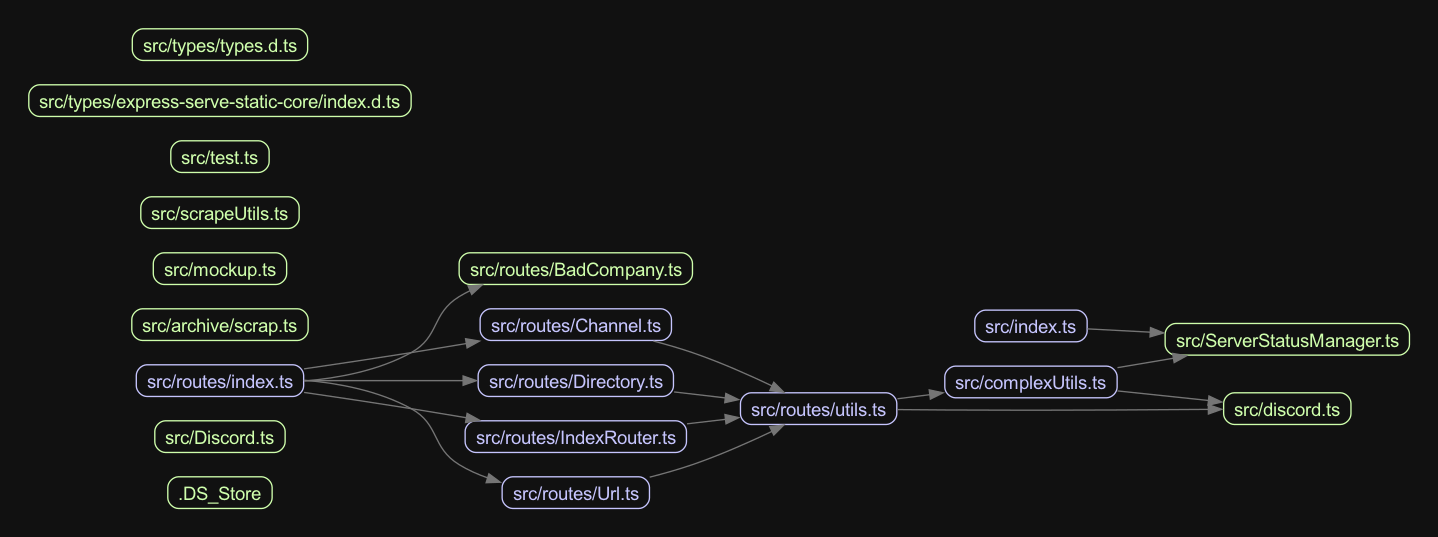 src/types/types.d.ts
src/types/express-serve-static-core/index.d.ts
src/test.ts
src/scrapeUtils.ts
src/mockup.ts
src/archive/scrap.ts
src/routes/index.ts
src/Discord.ts
.DS_Store
src/routes/BadCompany.ts
src/routes/Channel.ts
src/routes/Directory.ts
src/routes/IndexRouter.ts
src/routes/Url.ts
src/routes/utils.ts
src/index.ts
src/complexUtils.ts
src/ServerStatusManager.ts
src/discord.ts